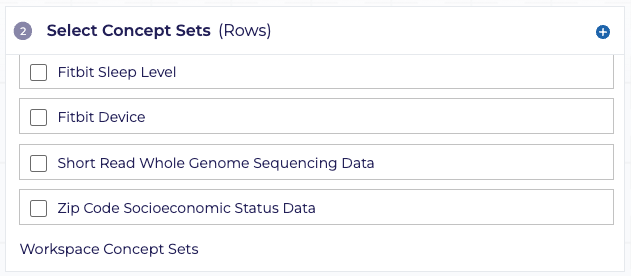 2 Select Concept Sets (Rows)
Fitbit Sleep Level
Fitbit Device
Short Read Whole Genome Sequencing Data
Zip Code Socioeconomic Status Data
Workspace Concept Sets